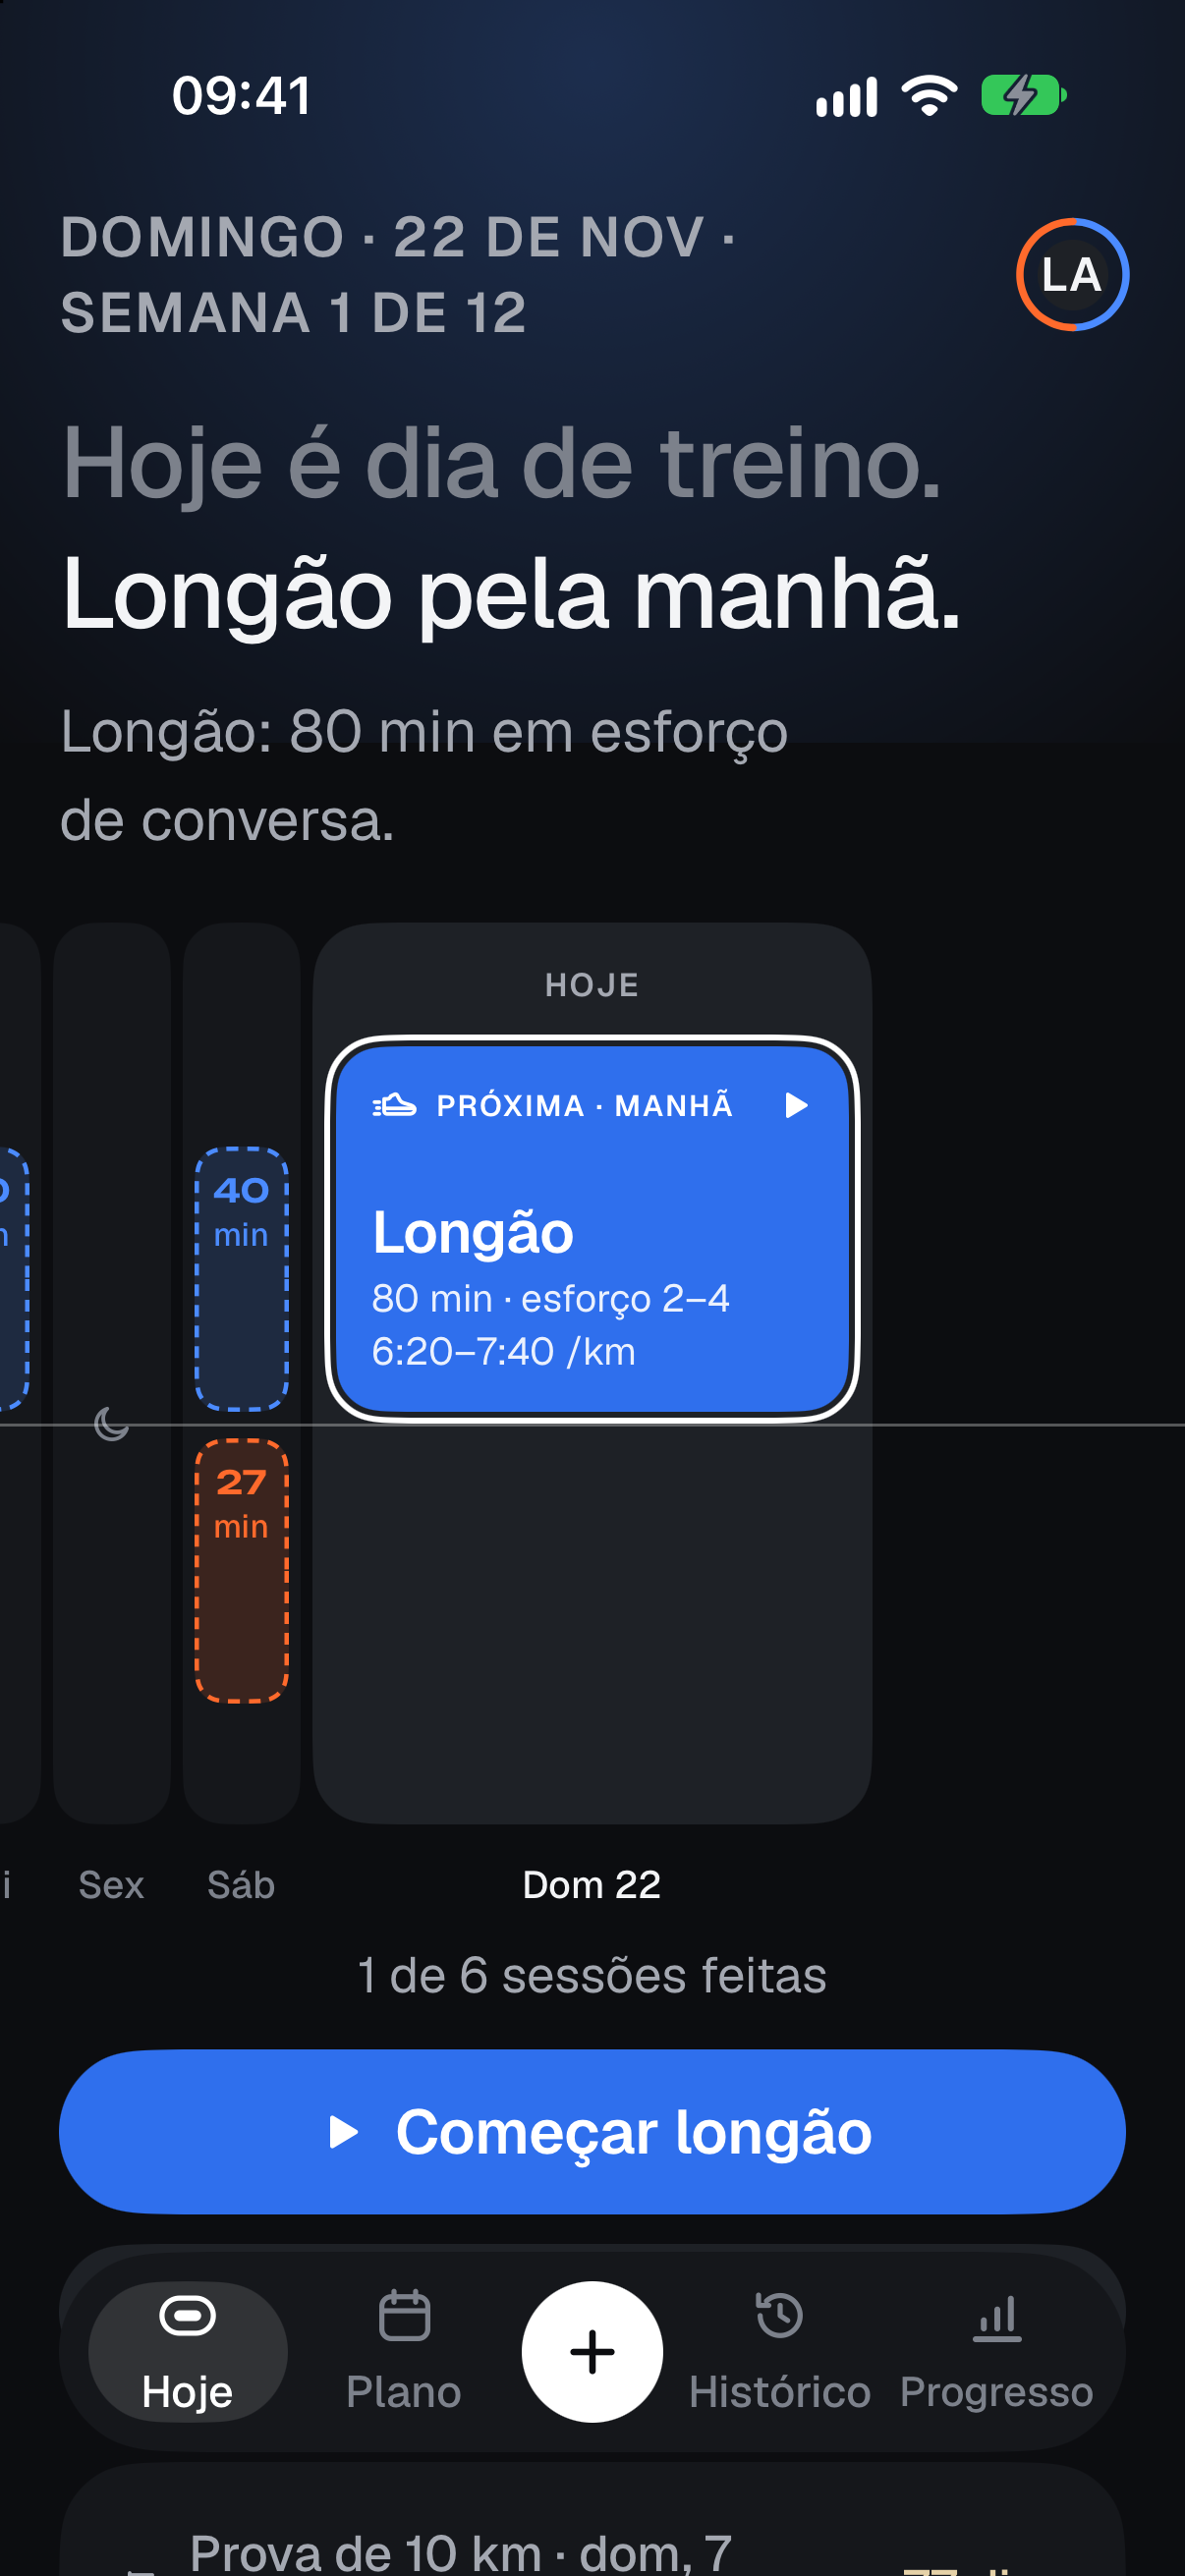 09:41
DOMINGO · 22 DE NOV ·
SEMANA 1 DE 12
LA
Hoje é dia de treino.
Longão pela manhã.
Longão: 80 min em esforço
de conversa.
HOJE
PRÓXIMA · MANHÃ
40
min
Longão
80 min · esforço 2–4
6:20–7:40 /km
27
min
Sex
Sáb
Dom 22
1 de 6 sessões feitas
Começar longão
Hoje
Plano
Histórico
Progresso
Prova de 10 km · dom, 7